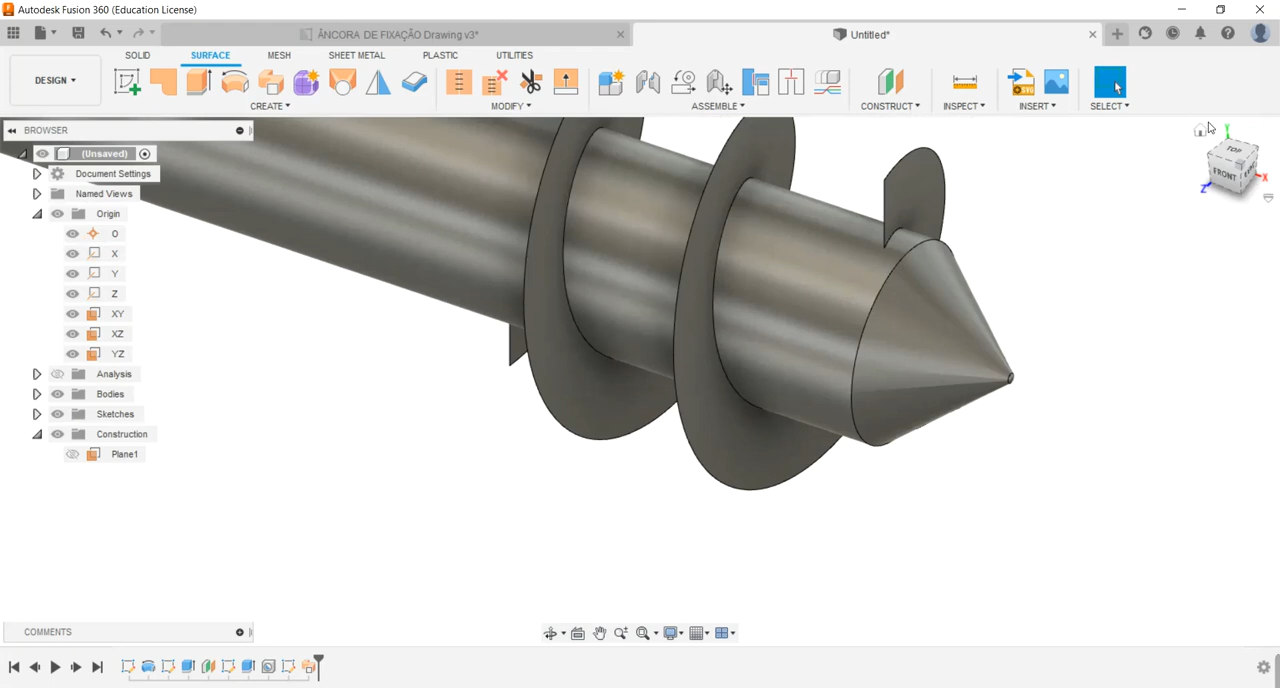 Autodesk Fusion 360 (Education License)
ÂNCORA DE FIXAÇÃO Drawing v3*
Untitled*
SOLID SURFACE MESH SHEET METAL PLASTIC UTILITIES
DESIGN
CREATE MODIFY ASSEMBLE CONSTRUCT INSPECT INSERT SELECT
BROWSER
(Unsaved)
Document Settings
Named Views
Origin
O
X
Y
Z
XY
XZ
YZ
Analysis
Bodies
Sketches
Construction
Plane1
Y
TOP
FRONT
X
Z
COMMENTS